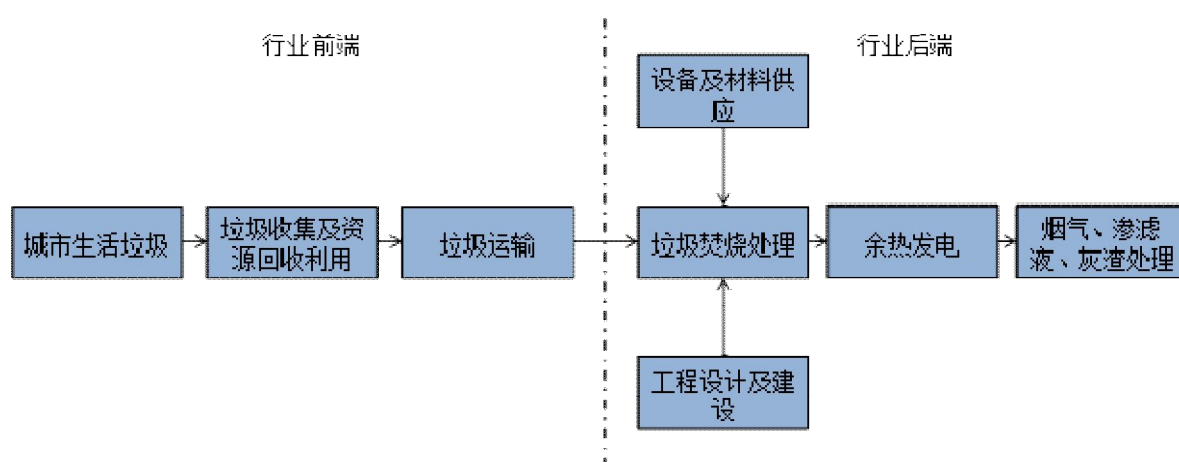 行业前端
行业后端
设备及材料供
应
城市生活垃圾
垃圾收集及资
源回收利用
垃圾运输
垃圾焚烧处理
余热发电
烟气、渗滤
液、灰渣处理
工程设计及建
设